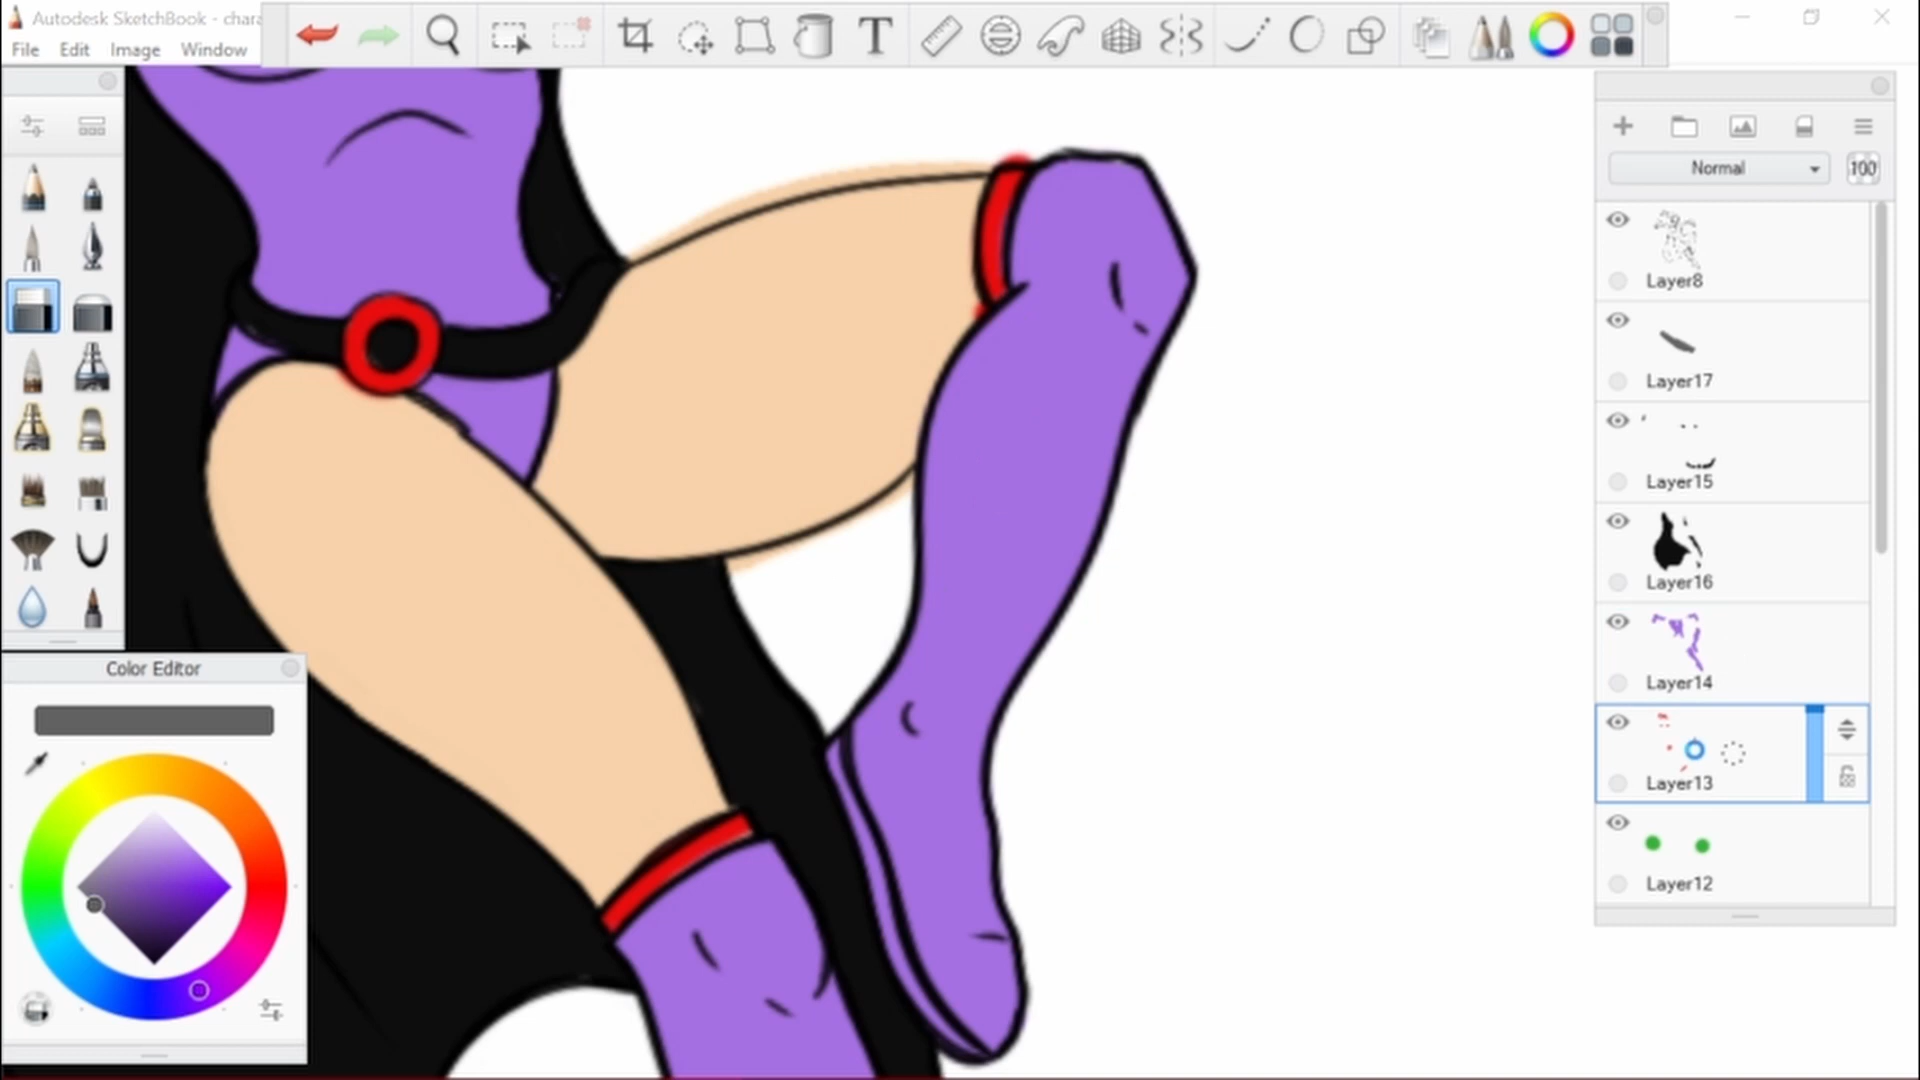 Autodesk SketchBook - chara
File Edit Image Window
T
Normal 100
Layer8
Layer17
Layer15
Layer16
Layer14
Layer13
Layer12
Color Editor